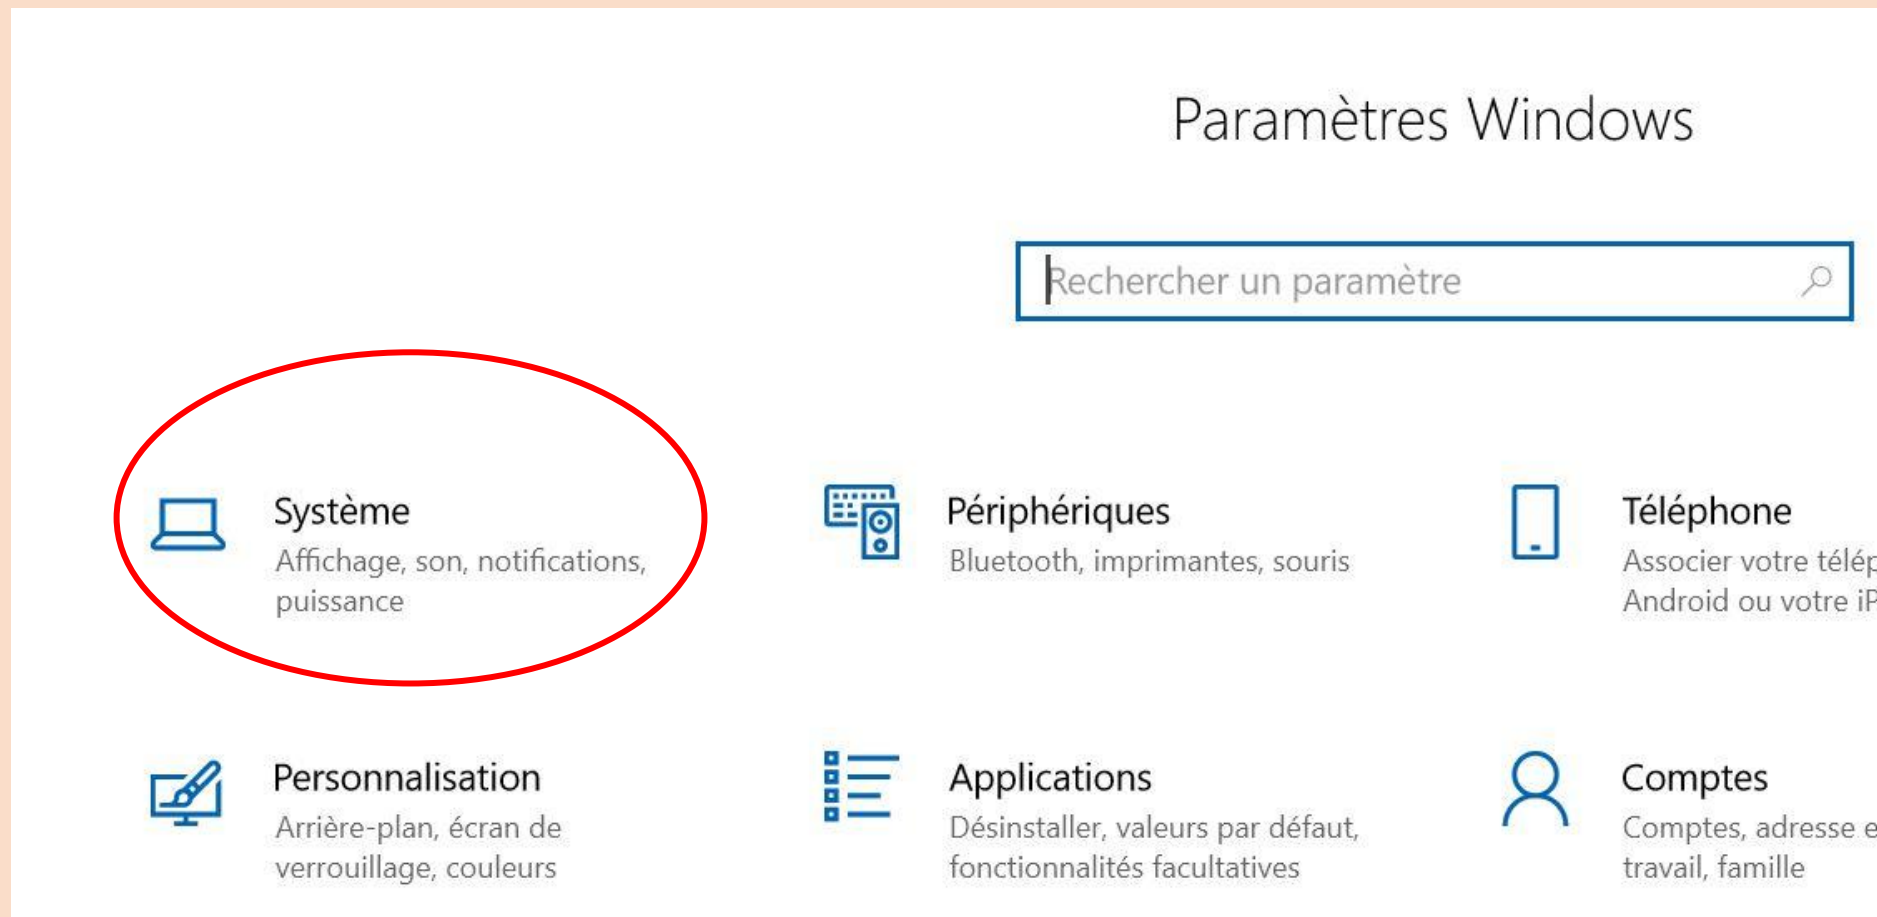 Paramètres Windows
Rechercher un paramètre
Système
Affichage, son, notifications,
puissance
Périphériques
Bluetooth, imprimantes, souris
Téléphone
Associer votre
Android ou votre
Personnalisation
Arrière-plan, écran de
verrouillage, couleurs
Applications
Désinstaller, valeurs par défaut,
fonctionnalités facultatives
Comptes
Comptes, adresse
travail, famille